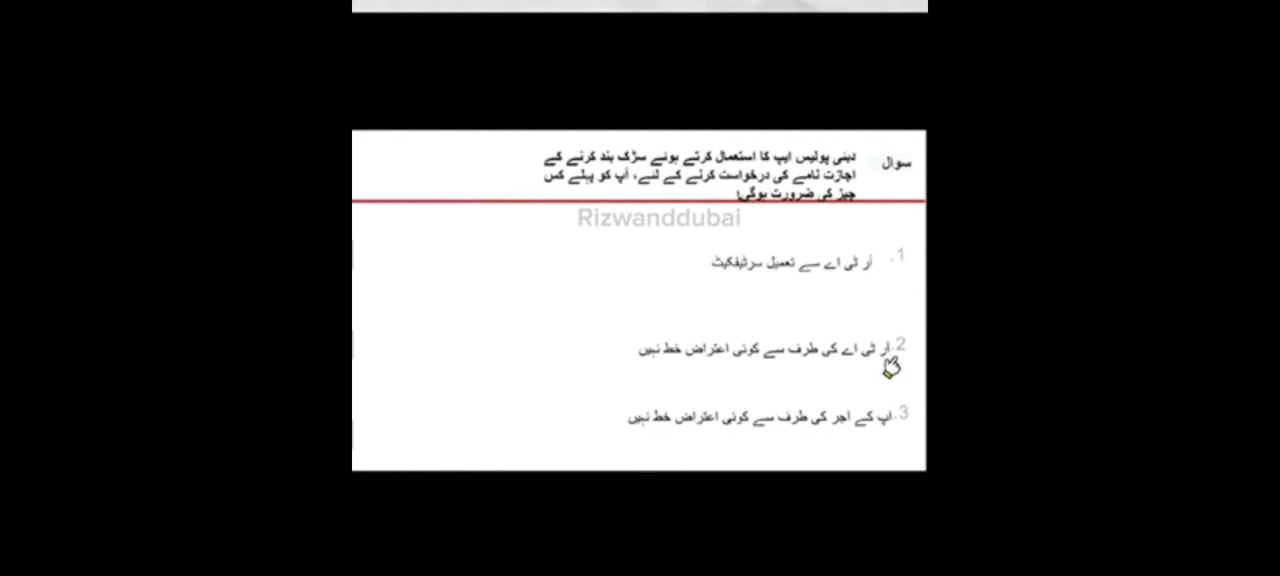 سوال
دبئی پولیس ایپ کا استعمال کرتے ہوئے سڑک بند کرنے کے
اجازت نامے کی درخواست کرنے کے لئے، آپ کو پہلے کس
چیز کی ضرورت ہوگی؟
Rizwanddubai
1. آر ٹی اے سے تعمیل سرٹیفکیٹ
2. آر ٹی اے کی طرف سے کوئی اعتراض خط نہیں
3. آپ کے آجر کی طرف سے کوئی اعتراض خط نہیں